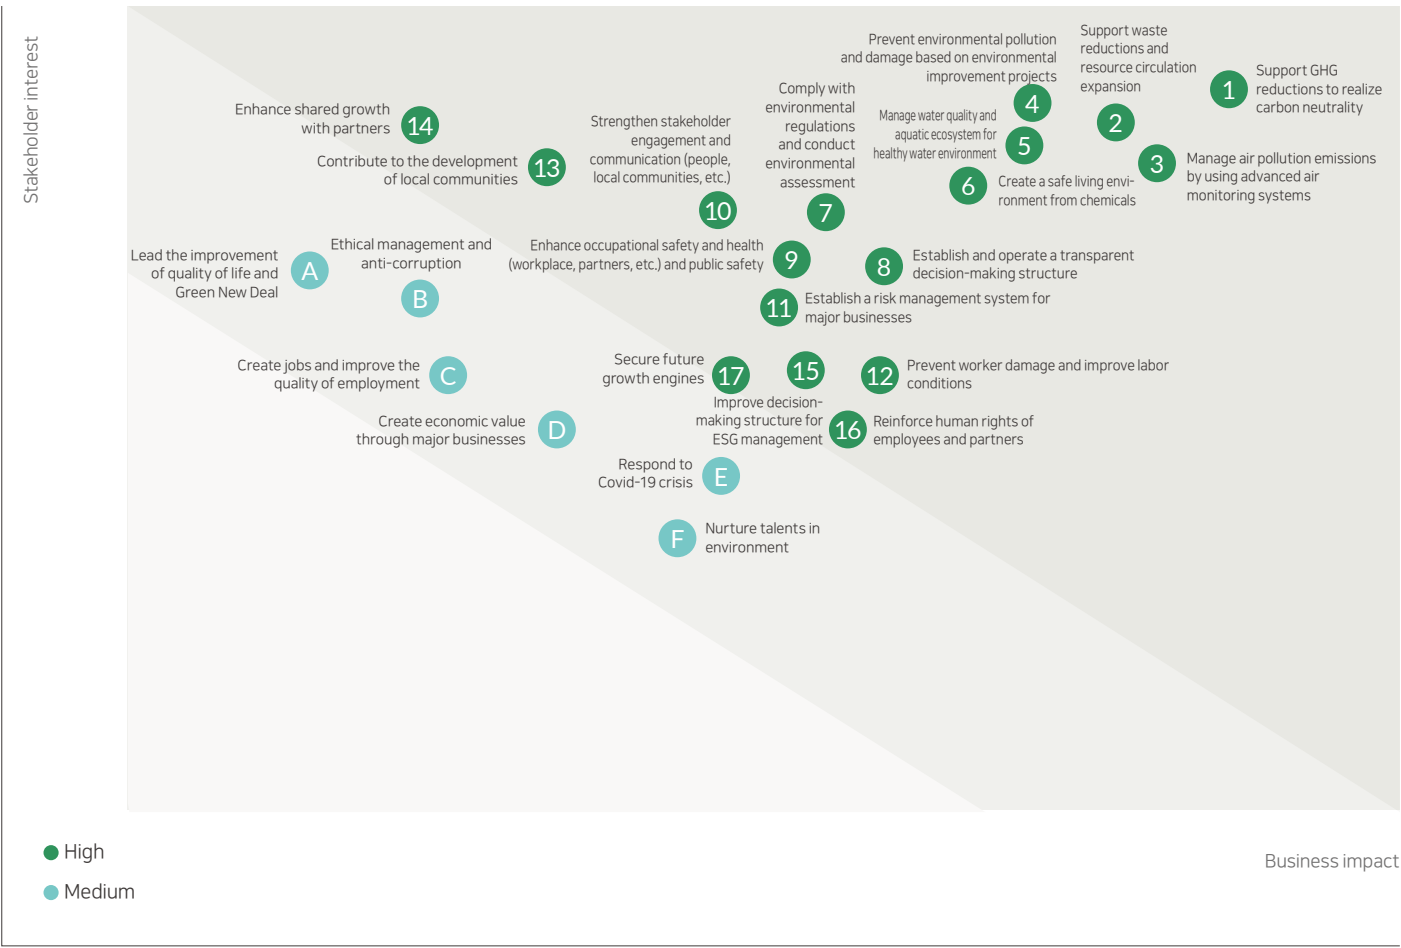 Stakeholder interest
Support waste
reductions and
resource circulation
expansion
2
Support GHG
reductions to realize
carbon neutrality
1
Prevent environmental pollution
and damage based on environmental
improvement projects
4
Manage water quality and
aquatic ecosystem for
healthy water environment
5
Manage air pollution emissions
by using advanced air
monitoring systems
3
Create a safe living envi-
ronment from chemicals
6
Comply with
environmental
regulations
and conduct
environmental
assessment
7
Strengthen stakeholder
engagement and
communication (people,
local communities, etc.)
10
Enhance shared growth
with partners
14
Contribute to the development
of local communities
13
Lead the improvement
of quality of life and
Green New Deal
A
Ethical management and
anti-corruption
B
Enhance occupational safety and health
(workplace, partners, etc.) and public safety
9
Establish and operate a transparent
decision-making structure
8
Establish a risk management system for
major businesses
11
Create jobs and improve the
quality of employment
C
Secure future
growth engines
17
15
Improve decision-
making structure for
ESG management
Prevent worker damage and improve labor
conditions
12
Create economic value
through major businesses
D
Reinforce human rights of
employees and partners
16
Respond to
Covid-19 crisis
E
Nurture talents in
environment
F
High
Medium
Business impact